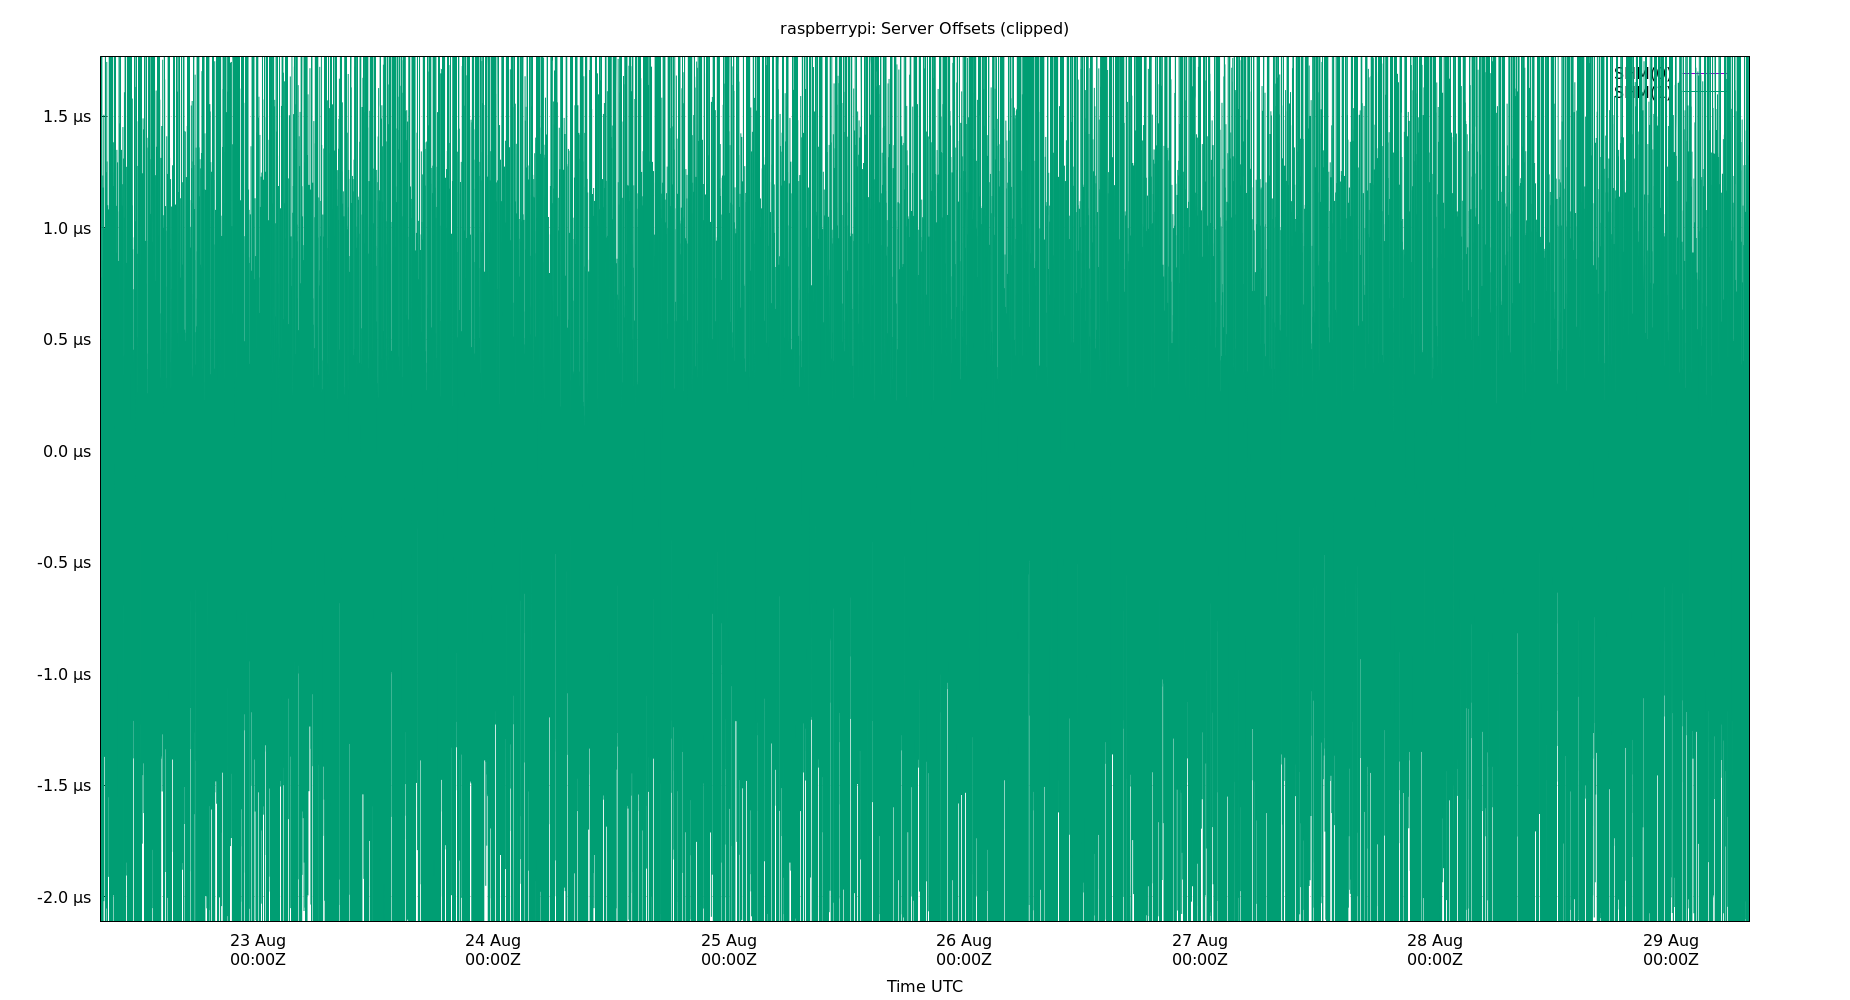 raspberrypi: Server Offsets (clipped)
SHM(0)
1.5 µs
1.0 µs
0.5 µs
0.0 µs
-0.5 µs
-1.0 µs
-1.5 µs
-2.0 µs
23 Aug 24 Aug 25 Aug 26 Aug 27 Aug 28 Aug 29 Aug
00:00Z 00:00Z 00:00Z 00:00Z 00:00Z 00:00Z 00:00Z
Time UTC